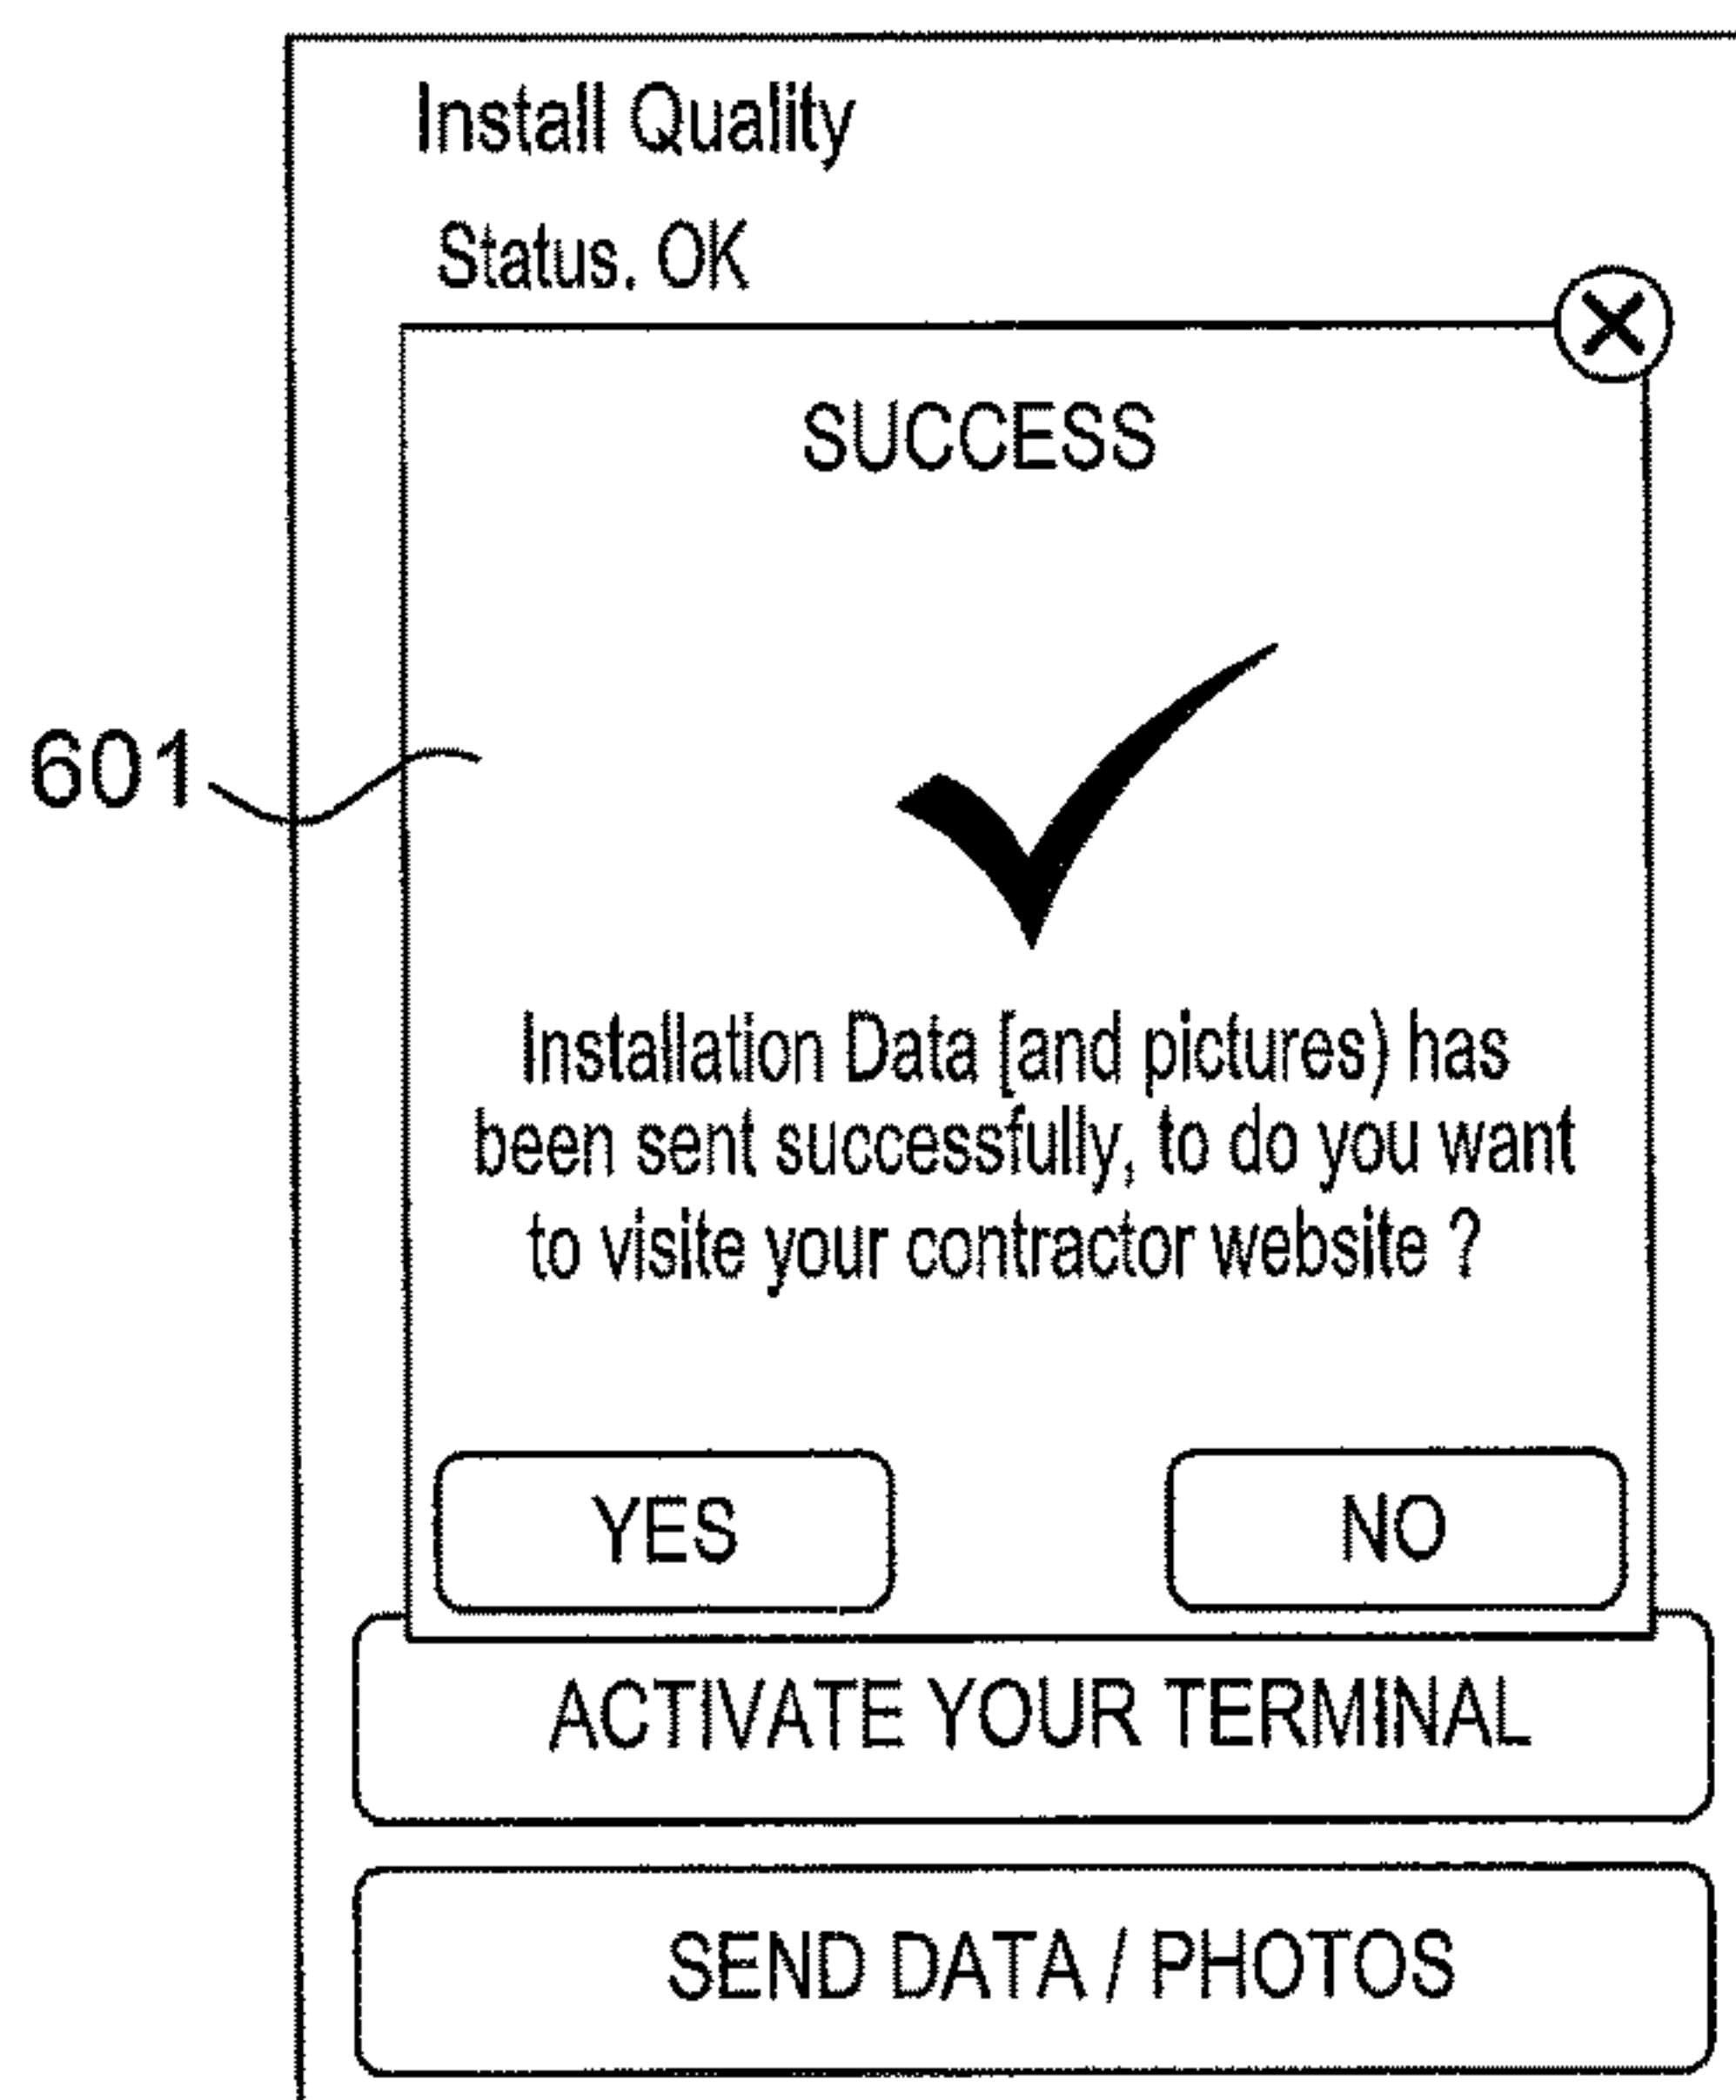 Install Quality
Status. OK
SUCCESS
601
Installation Data [and pictures) has
been sent successfully, to do you want
to visite your contractor website ?
YES NO
ACTIVATE YOUR TERMINAL
SEND DATA / PHOTOS